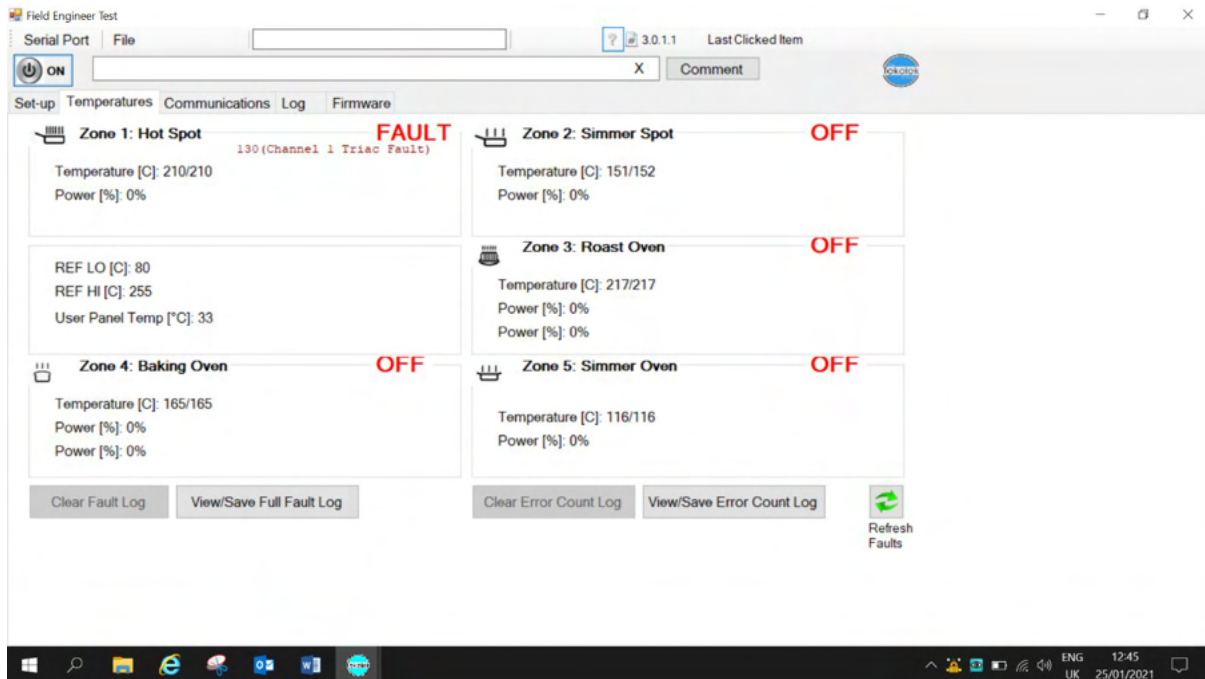 Field Engineer Test
Serial Port File ? # 3.0.1.1 Last Clicked Item
ON X Comment Tokolok
Set-up Temperatures Communications Log Firmware
Zone 1: Hot Spot FAULT
130(Channel 1 Triac Fault)
Temperature [C]: 210/210
Power [%]: 0%
Zone 2: Simmer Spot OFF
Temperature [C]: 151/152
Power [%]: 0%
REF LO [C]: 80
REF HI [C]: 255
User Panel Temp [°C]: 33
Zone 3: Roast Oven OFF
Temperature [C]: 217/217
Power [%]: 0%
Power [%]: 0%
Zone 4: Baking Oven OFF
Temperature [C]: 165/165
Power [%]: 0%
Power [%]: 0%
Zone 5: Simmer Oven OFF
Temperature [C]: 116/116
Power [%]: 0%
Clear Fault Log View/Save Full Fault Log Clear Error Count Log View/Save Error Count Log
Refresh
Faults
ENG 12:45
UK 25/01/2021